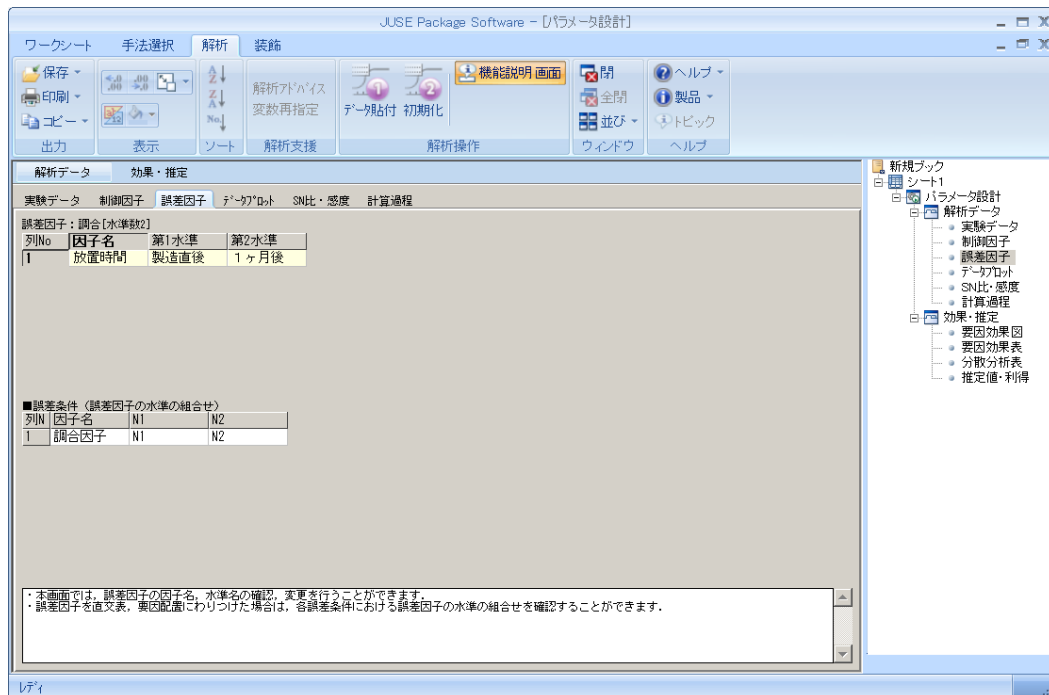 JUSE Package Software - [パラメータ設計]
ワークシート 手法選択 解析 装飾
保存
印刷
コピー
出力
表示
ソート
解析アドバイス
変数再指定
解析支援
データ貼付 初期化
機能説明 画面
解析操作
閉
全閉
並び
ウィンドウ
ヘルプ
製品
トピック
ヘルプ
解析データ 効果・推定
実験データ 制御因子 誤差因子 データプロット SN比・感度 計算過程
誤差因子:調合[水準数2]
列No 因子名 第1水準 第2水準
1 放置時間 製造直後 1ヶ月後
■誤差条件(誤差因子の水準の組合せ)
列N 因子名 N1 N2
1 調合因子 N1 N2
・本画面では,誤差因子の因子名,水準名の確認,変更を行うことができます.
・誤差因子を直交表,要因配置にわりつけた場合は,各誤差条件における誤差因子の水準の組合せを確認することができます.
新規ブック
シート1
パラメータ設計
解析データ
実験データ
制御因子
誤差因子
データプロット
SN比・感度
計算過程
効果・推定
要因効果図
要因効果表
分散分析表
推定値・利得
レディ